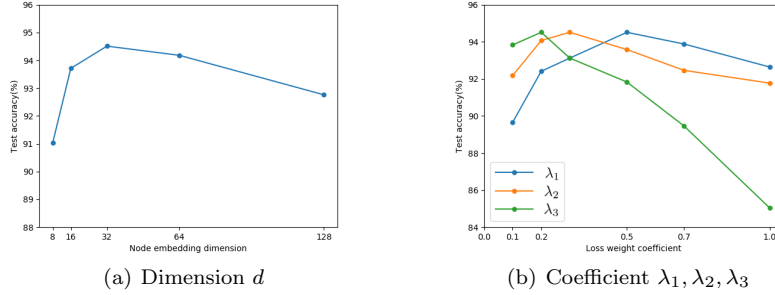 96
95
94
93
92
91
90
89
88
Test accuracy(%)
8 16 32 64 128
Node embedding dimension
(a) Dimension d
96
94
92
90
88
86
84
Test accuracy(%)
λ1
λ2
λ3
0.0 0.1 0.2 0.5 0.7 1.0
Loss weight coefficient
(b) Coefficient λ1, λ2, λ3